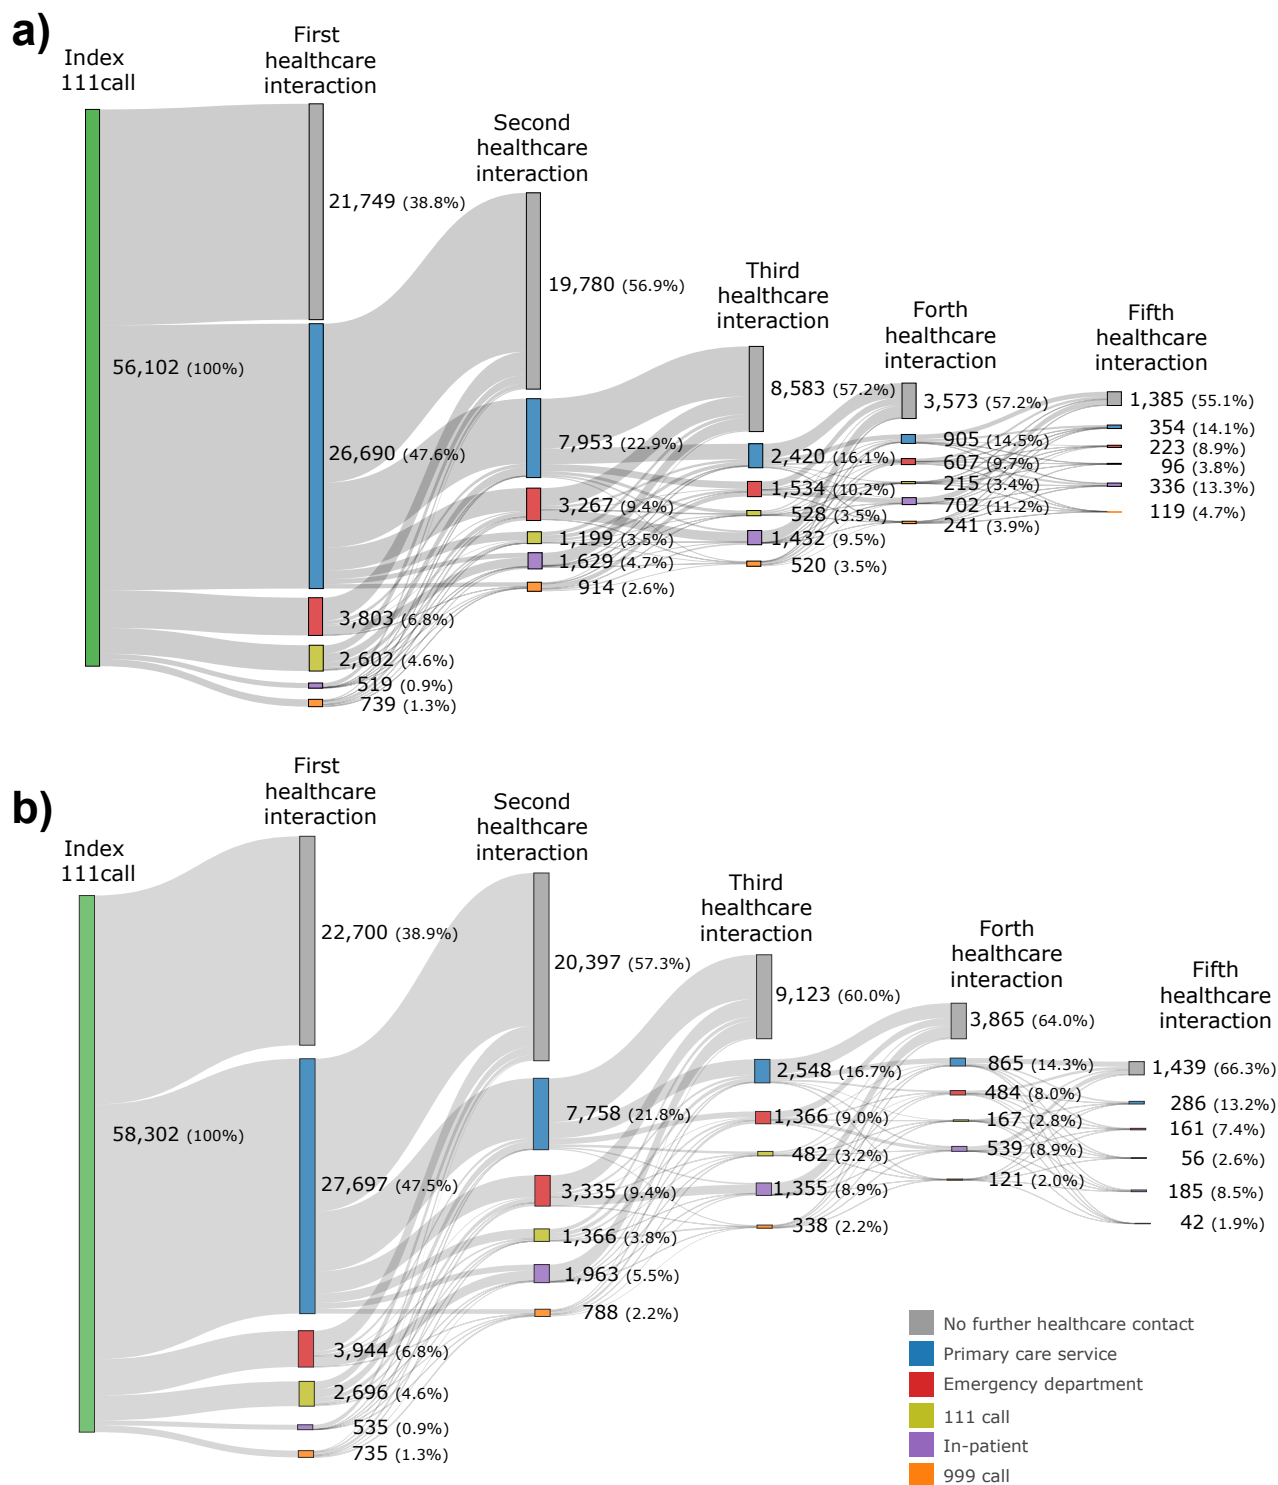 a)
Index
111call
First
healthcare
interaction
Second
healthcare
interaction
Third
healthcare
interaction
Forth
healthcare
interaction
Fifth
healthcare
interaction
56,102 (100%)
21,749 (38.8%)
26,690 (47.6%)
3,803 (6.8%)
2,602 (4.6%)
519 (0.9%)
739 (1.3%)
19,780 (56.9%)
7,953 (22.9%)
3,267 (9.4%)
1,199 (3.5%)
1,629 (4.7%)
914 (2.6%)
8,583 (57.2%)
2,420 (16.1%)
1,534 (10.2%)
528 (3.5%)
1,432 (9.5%)
520 (3.5%)
3,573 (57.2%)
905 (14.5%)
607 (9.7%)
215 (3.4%)
702 (11.2%)
241 (3.9%)
1,385 (55.1%)
354 (14.1%)
223 (8.9%)
96 (3.8%)
336 (13.3%)
119 (4.7%)
b)
Index
111call
First
healthcare
interaction
Second
healthcare
interaction
Third
healthcare
interaction
Forth
healthcare
interaction
Fifth
healthcare
interaction
58,302 (100%)
22,700 (38.9%)
27,697 (47.5%)
3,944 (6.8%)
2,696 (4.6%)
535 (0.9%)
735 (1.3%)
20,397 (57.3%)
7,758 (21.8%)
3,335 (9.4%)
1,366 (3.8%)
1,963 (5.5%)
788 (2.2%)
9,123 (60.0%)
2,548 (16.7%)
1,366 (9.0%)
482 (3.2%)
1,355 (8.9%)
338 (2.2%)
3,865 (64.0%)
865 (14.3%)
484 (8.0%)
167 (2.8%)
539 (8.9%)
121 (2.0%)
1,439 (66.3%)
286 (13.2%)
161 (7.4%)
56 (2.6%)
185 (8.5%)
42 (1.9%)
No further healthcare contact
Primary care service
Emergency department
111 call
In-patient
999 call